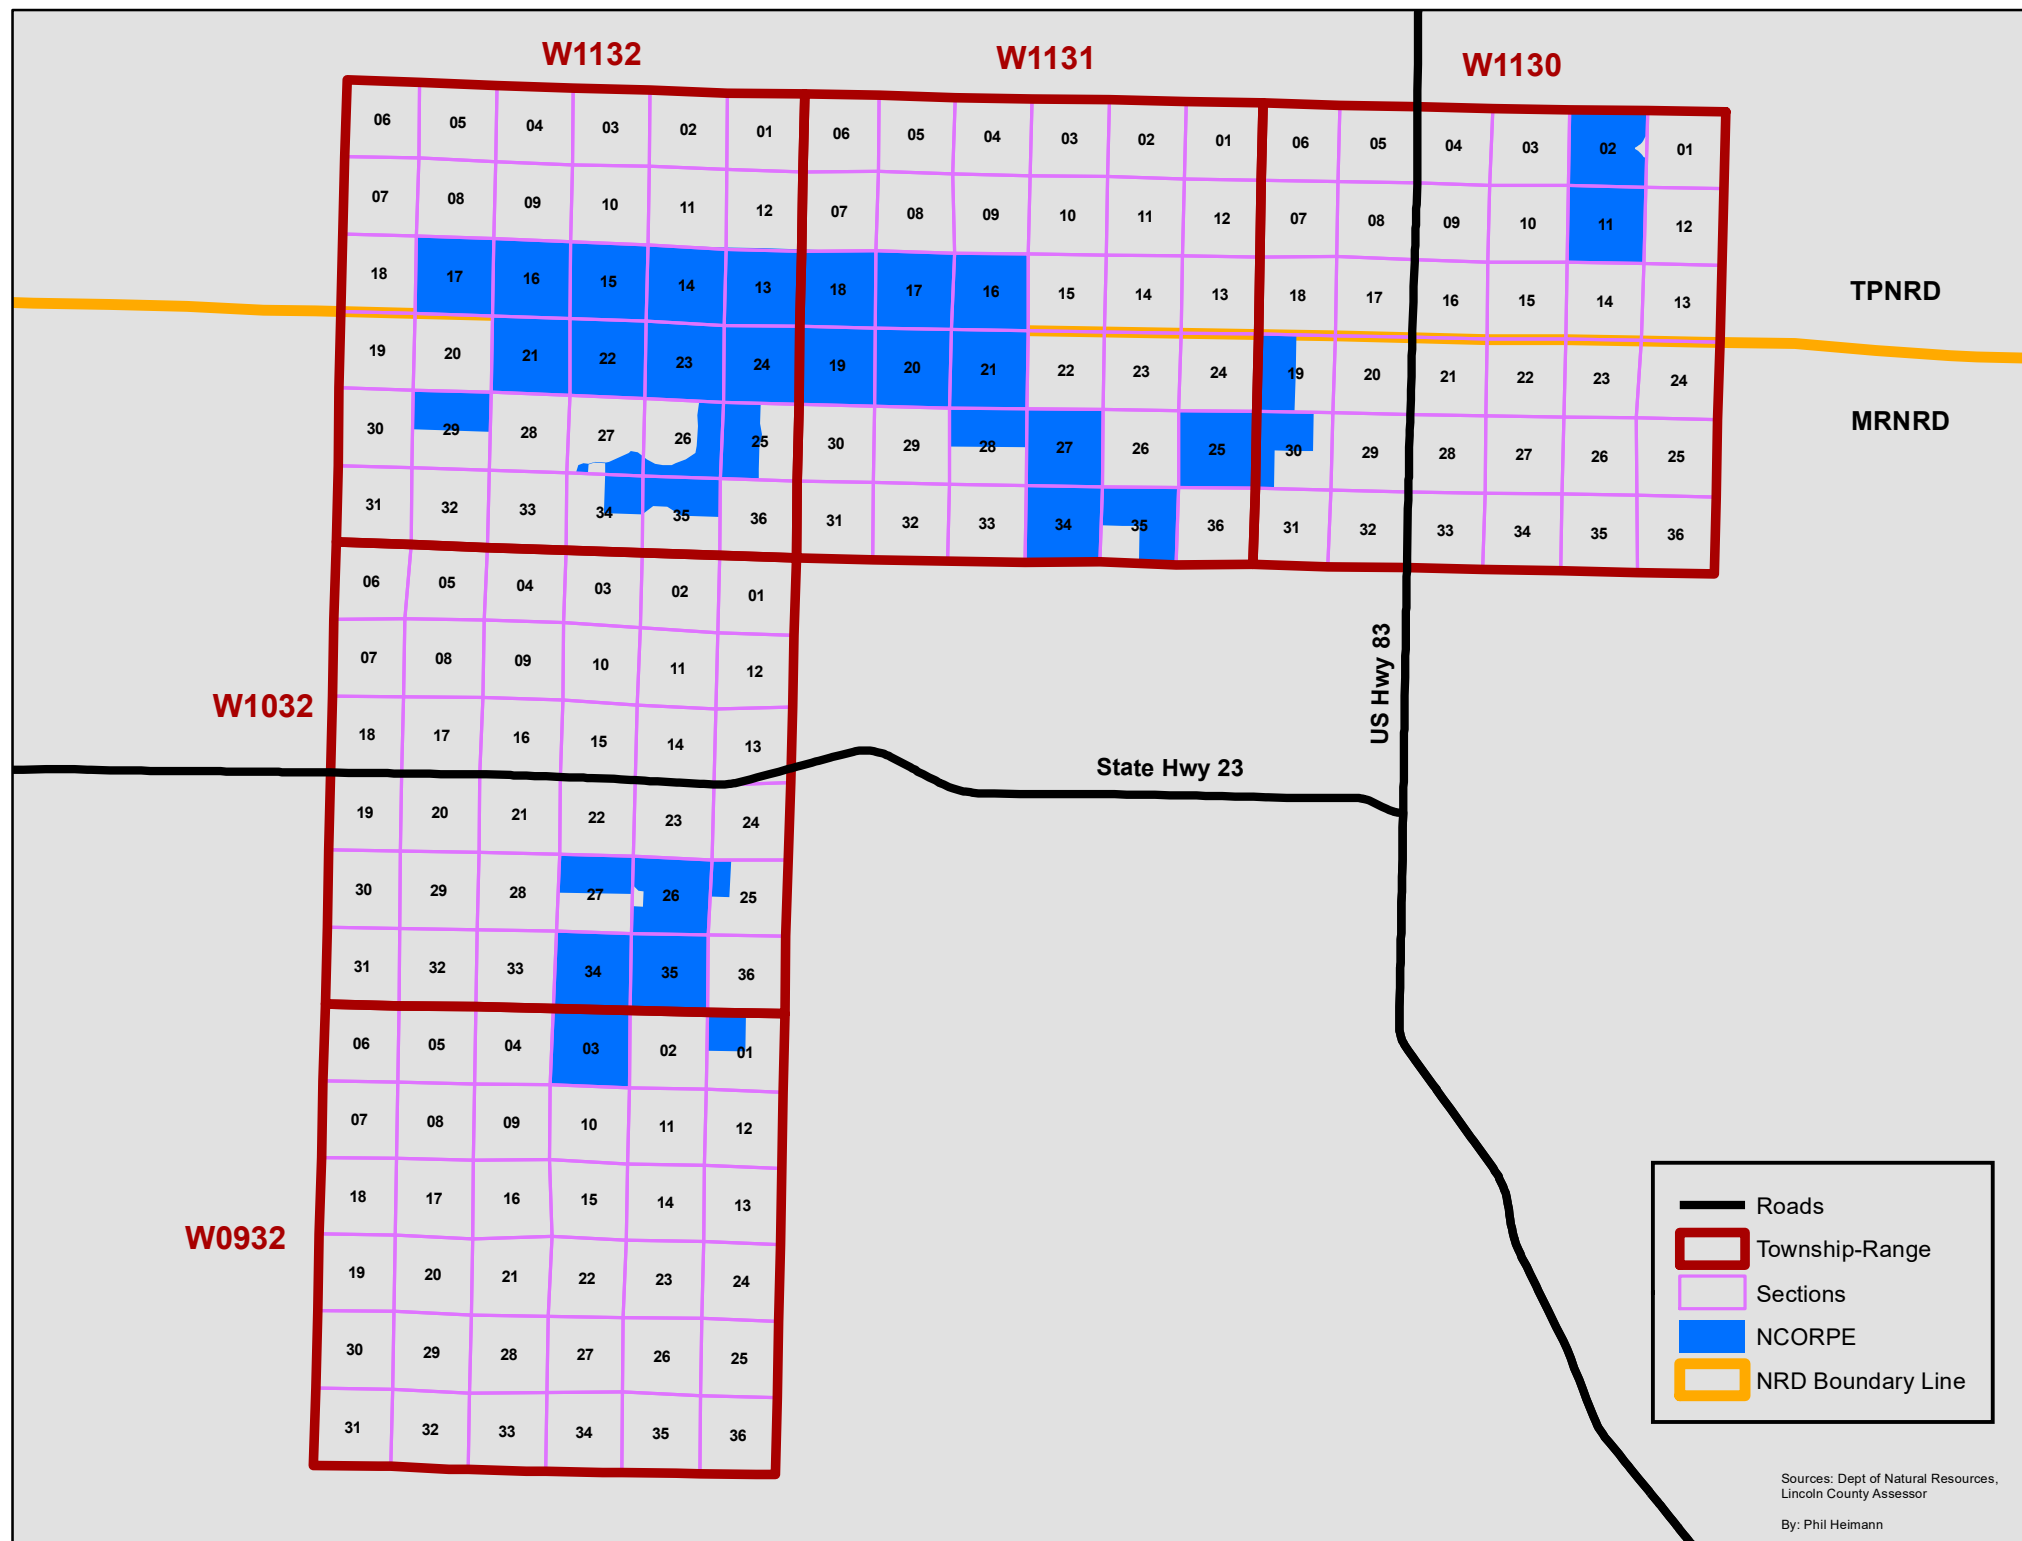 W1132 W1131 W1130
06 05 04 03 02 01 06 05 04 03 02 01 06 05 04 03 02 01
07 08 09 10 11 12 07 08 09 10 11 12 07 08 09 10 11 12
18 17 16 15 14 13 18 17 16 15 14 13 18 17 16 15 14 13
TPNRD
19 20 21 22 23 24 19 20 21 22 23 24 19 20 21 22 23 24
MRNRD
30 29 28 27 26 25 30 29 28 27 26 25 30 29 28 27 26 25
31 32 33 34 35 36 31 32 33 34 35 36 31 32 33 34 35 36
06 05 04 03 02 01
07 08 09 10 11 12
W1032
US Hwy 83
18 17 16 15 14 13
State Hwy 23
19 20 21 22 23 24
30 29 28 27 26 25
31 32 33 34 35 36
06 05 04 03 02 01
07 08 09 10 11 12
18 17 16 15 14 13
W0932
19 20 21 22 23 24
30 29 28 27 26 25
31 32 33 34 35 36
Roads
Township-Range
Sections
NCORPE
NRD Boundary Line
Sources: Dept of Natural Resources,
Lincoln County Assessor
By: Phil Heimann